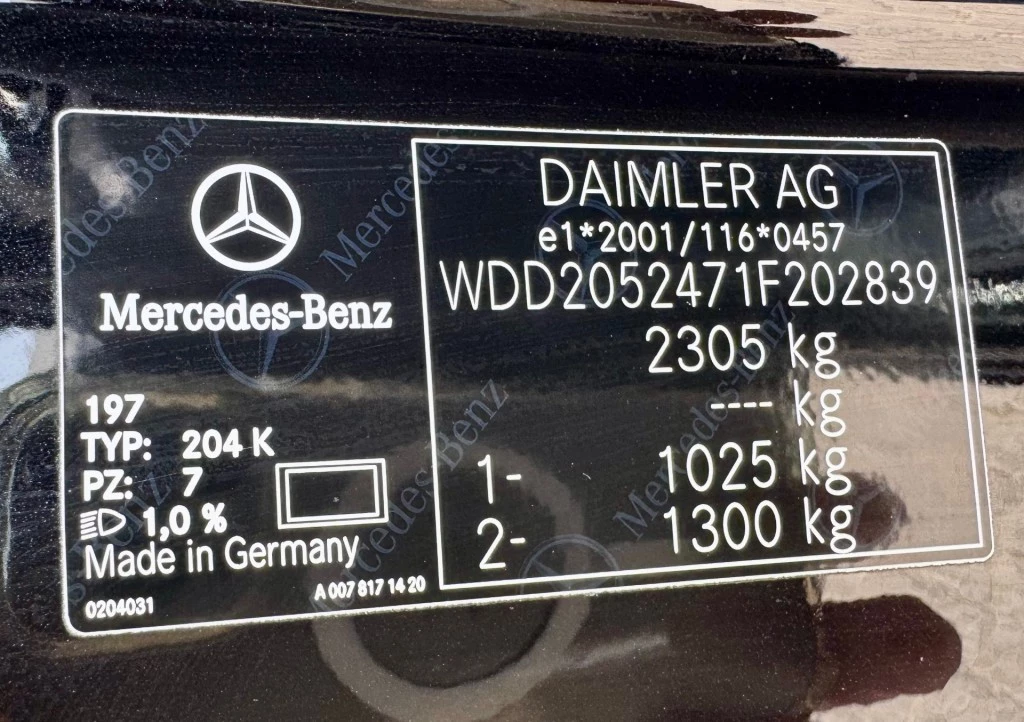 Mercedes-Benz
197
TYP: 204 K
PZ: 7
1,0 %
Made in Germany
0204031
A 007 817 14 20
DAIMLER AG
e1*2001/116*0457
WDD2052471F202839
2305 kg
---- kg
1- 1025 kg
2- 1300 kg